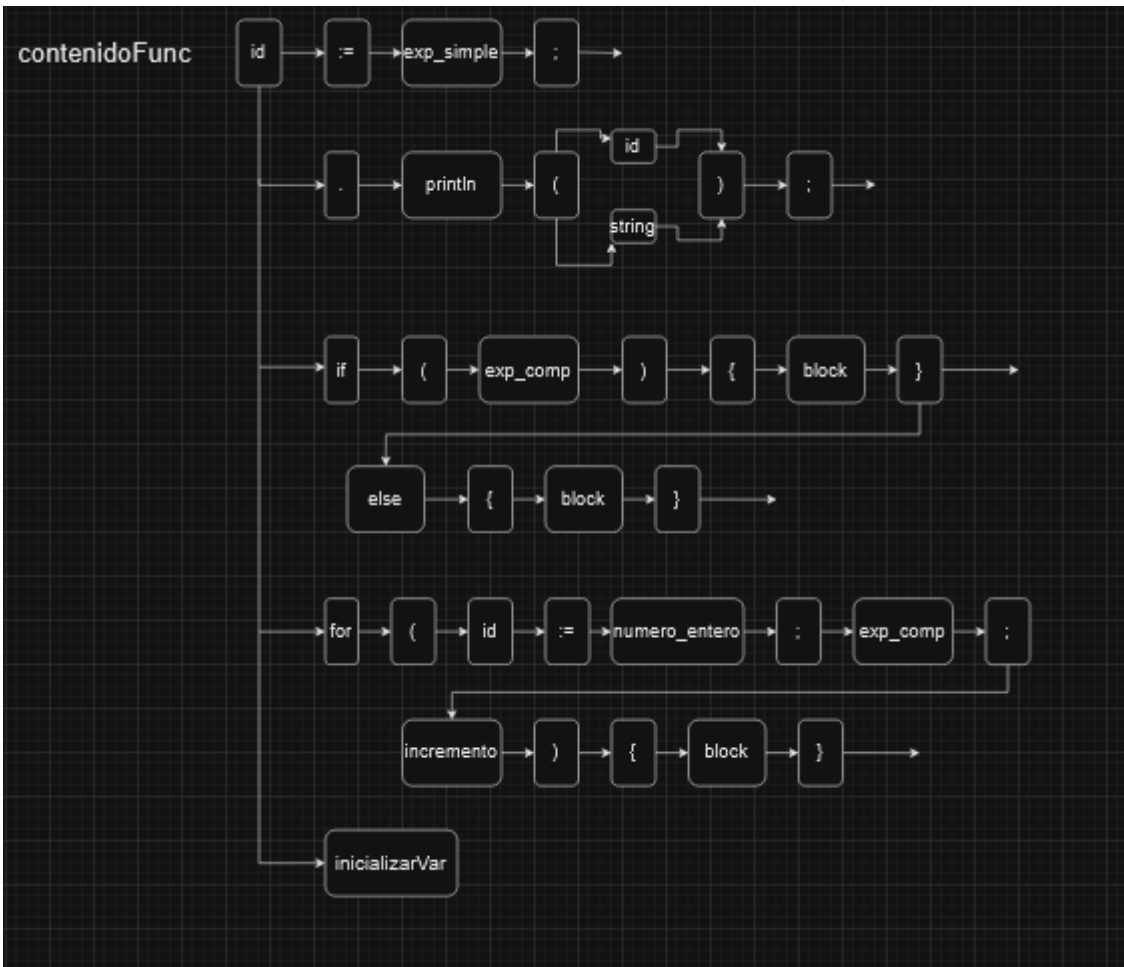 contenidoFunc id := exp_simple ;
id
. println ( ) ;
string
if ( exp_comp ) { block }
else { block }
for ( id := numero_entero ; exp_comp ;
incremento ) { block }
inicializarVar